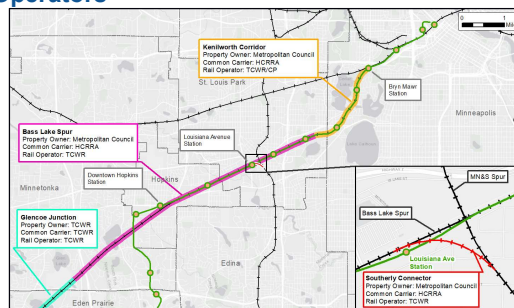 Operators
Kenilworth Corridor
Property Owner: Metropolitan Council
Common Carrier: HCRRA
Rail Operator: TCWR/CP
St. Louis Park
Bryn Mawr
Station
Minneapolis
Bass Lake Spur
Property Owner: Metropolitan Council
Common Carrier: HCRRA
Rail Operator: TCWR
Louisiana Avenue
Station
Downtown Hopkins
Station
Hopkins
Minnetonka
Glencoe Junction
Property Owner: TCWR
Common Carrier: TCWR
Rail Operator: TCWR
Edina
Eden Prairie
0 1
MN&S Spur
Bass Lake Spur
Louisiana Ave
Station
Southerly Connector
Property Owner: Metropolitan Council
Common Carrier: HCRRA
Rail Operator: TCWR